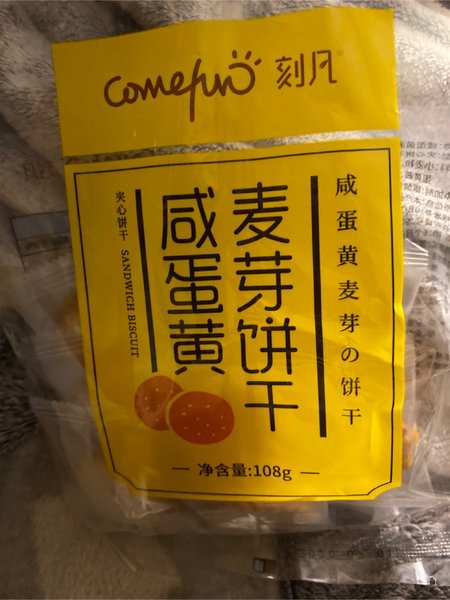 comefun 刻凡
咸蛋黄
麦芽饼干
咸蛋黄麦芽の饼干
夹心饼干 SANDWICH BISCUIT
净含量:108g